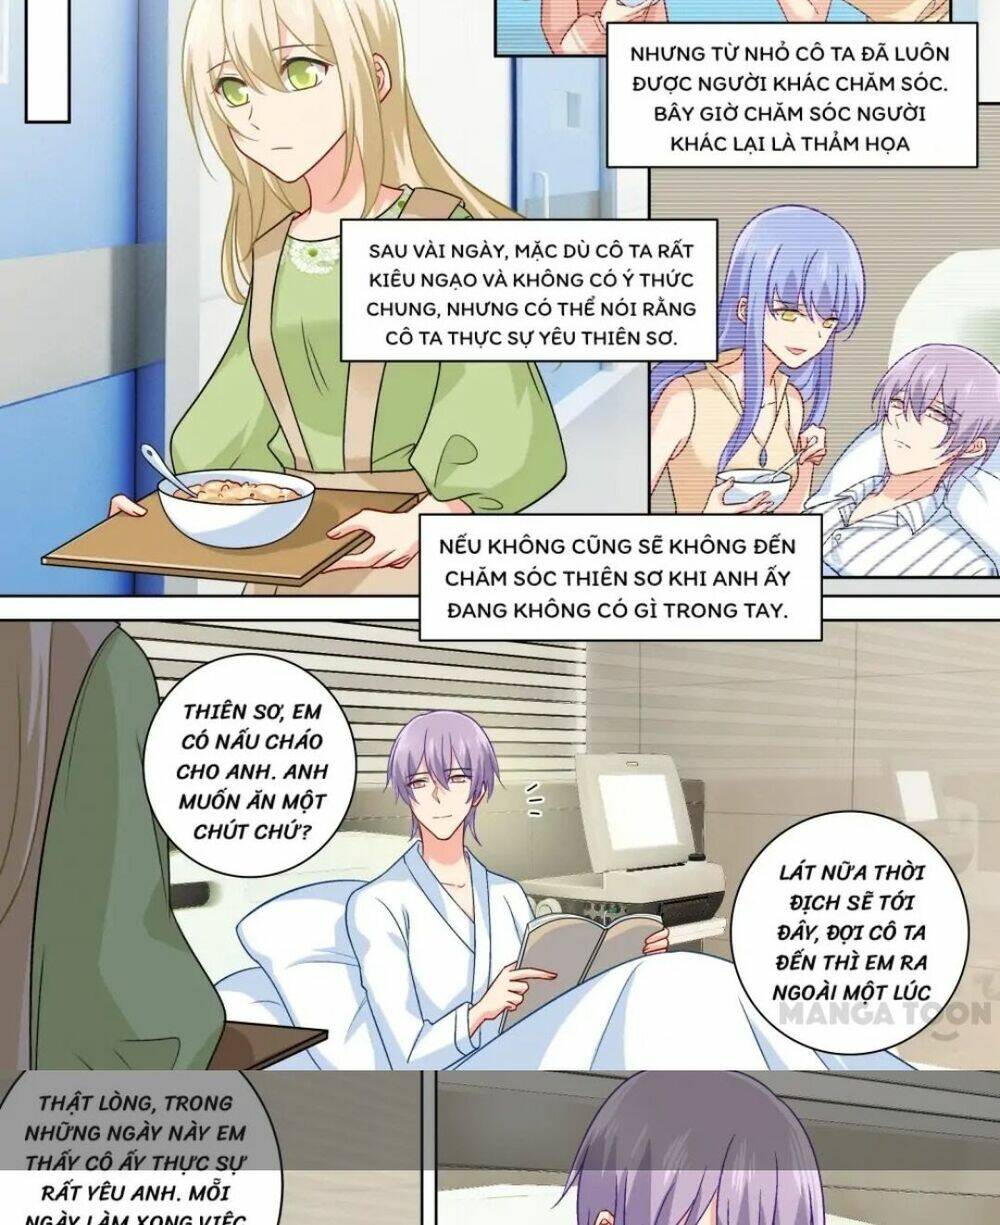 NHƯNG TỪ NHỎ CÔ TA ĐÃ LUÔN
ĐƯỢC NGƯỜI KHÁC CHĂM SÓC.
BÂY GIỜ CHĂM SÓC NGƯỜI
KHÁC LẠI LÀ THẢM HỌA
SAU VÀI NGÀY, MẶC DÙ CÔ TA RẤT
KIÊU NGẠO VÀ KHÔNG CÓ Ý THỨC
CHUNG, NHƯNG CÓ THỂ NÓI RẰNG
CÔ TA THỰC SỰ YÊU THIÊN SƠ.
NẾU KHÔNG CŨNG SẼ KHÔNG ĐẾN
CHĂM SÓC THIÊN SƠ KHI ANH ẤY
ĐANG KHÔNG CÓ GÌ TRONG TAY.
THIÊN SƠ, EM
CÓ NẤU CHÁO
CHO ANH. ANH
MUỐN ĂN MỘT
CHÚT CHỨ?
LÁT NỮA THỜI
ĐỊCH SẼ TỚI
ĐÂY, ĐỢI CÔ TA
ĐẾN THÌ EM RA
NGOÀI MỘT LÚC
MANGA TOON
THẬT LÒNG, TRONG
NHỮNG NGÀY NÀY EM
THẤY CÔ ẤY THỰC SỰ
RẤT YÊU ANH. MỖI
NGÀY LÀM XONG VIỆC